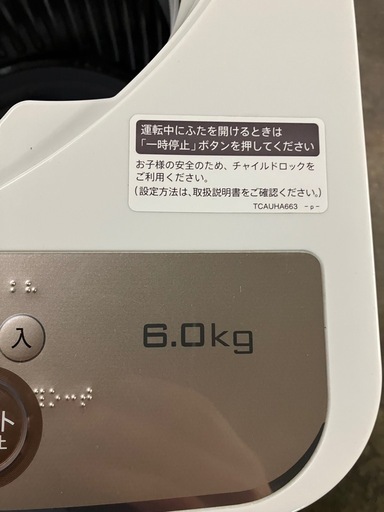 運転中にふたを開けるときは
「一時停止」ボタンを押してください
お子様の安全のため、チャイルドロックを
ご利用ください。
(設定方法は、取扱説明書をご確認ください。)
TCAUHA663 -p-
入
6.0kg
ト
止